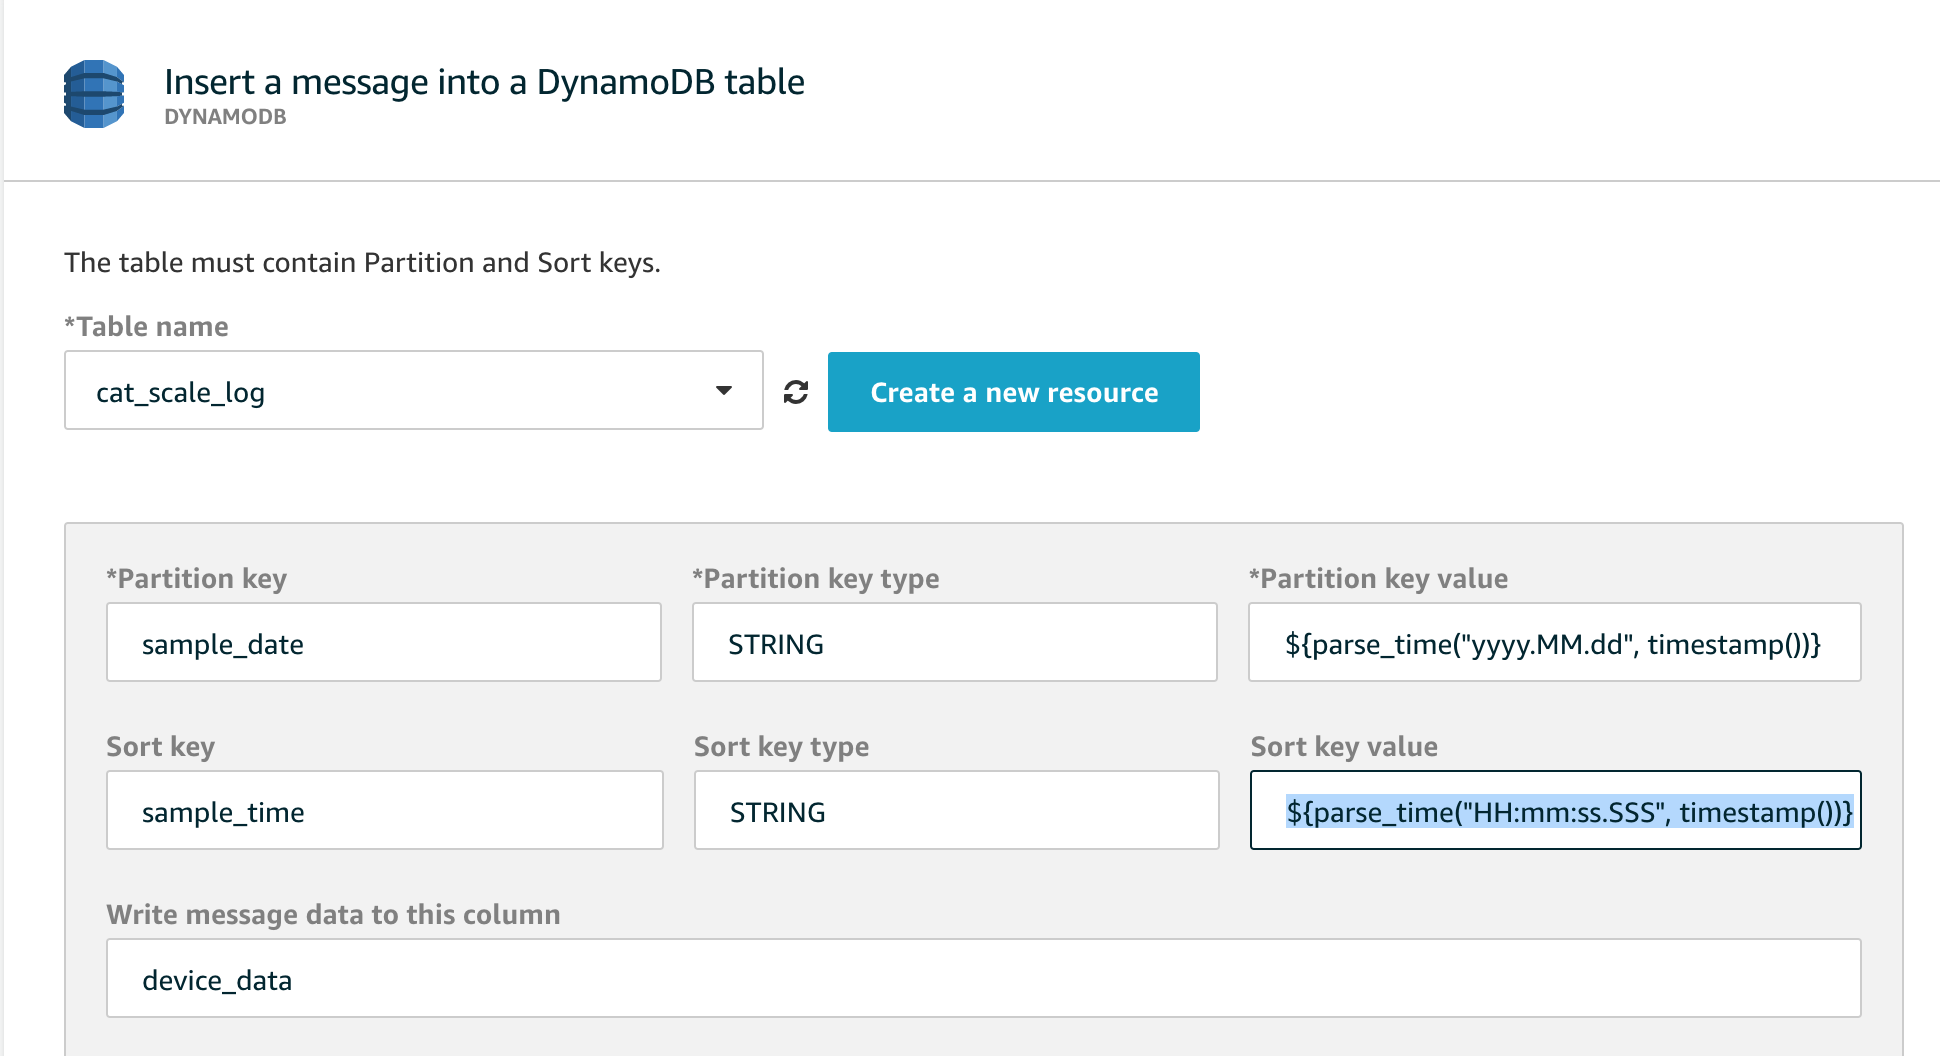 Insert a message into a DynamoDB table
DYNAMODB
The table must contain Partition and Sort keys.
*Table name
cat_scale_log
Create a new resource
*Partition key *Partition key type *Partition key value
sample_date STRING ${parse_time("yyyy.MM.dd", timestamp())}
Sort key Sort key type Sort key value
sample_time STRING ${parse_time("HH:mm:ss.SSS", timestamp())}
Write message data to this column
device_data